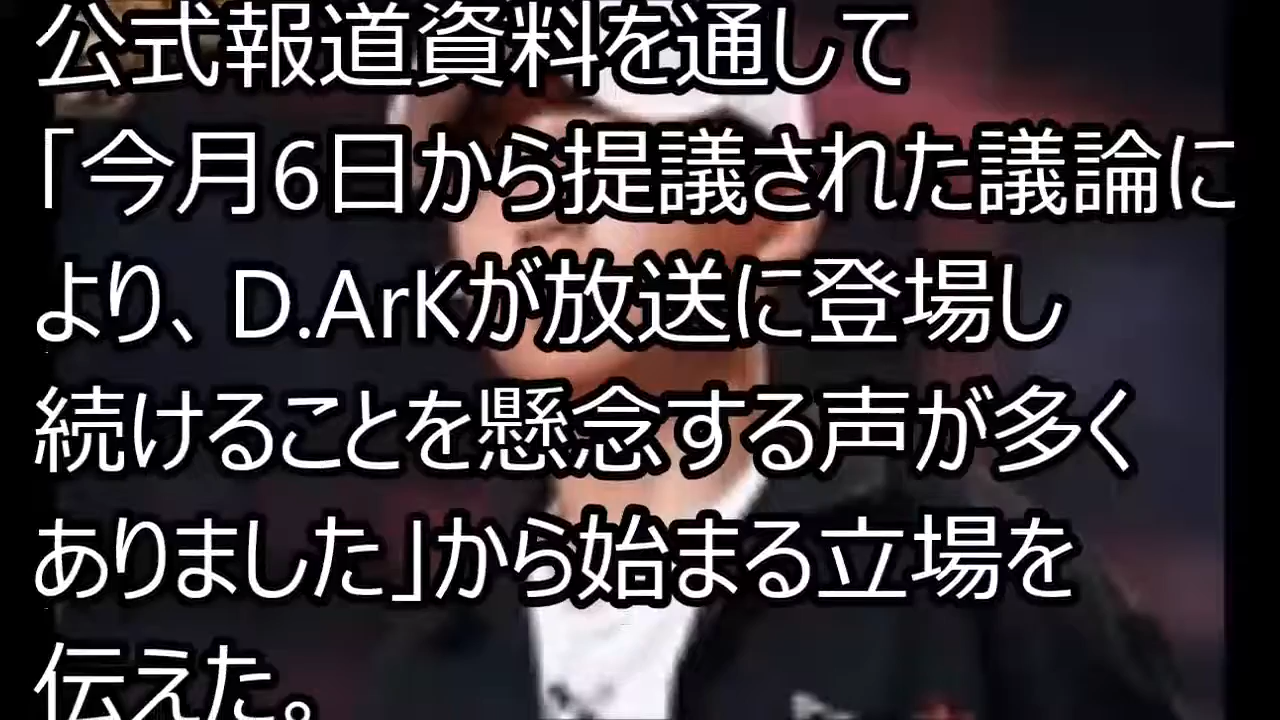 公式報道資料を通して
「今月6日から提議された議論に
より、D.ArKが放送に登場し
続けることを懸念する声が多く
ありました」から始まる立場を
伝えた。